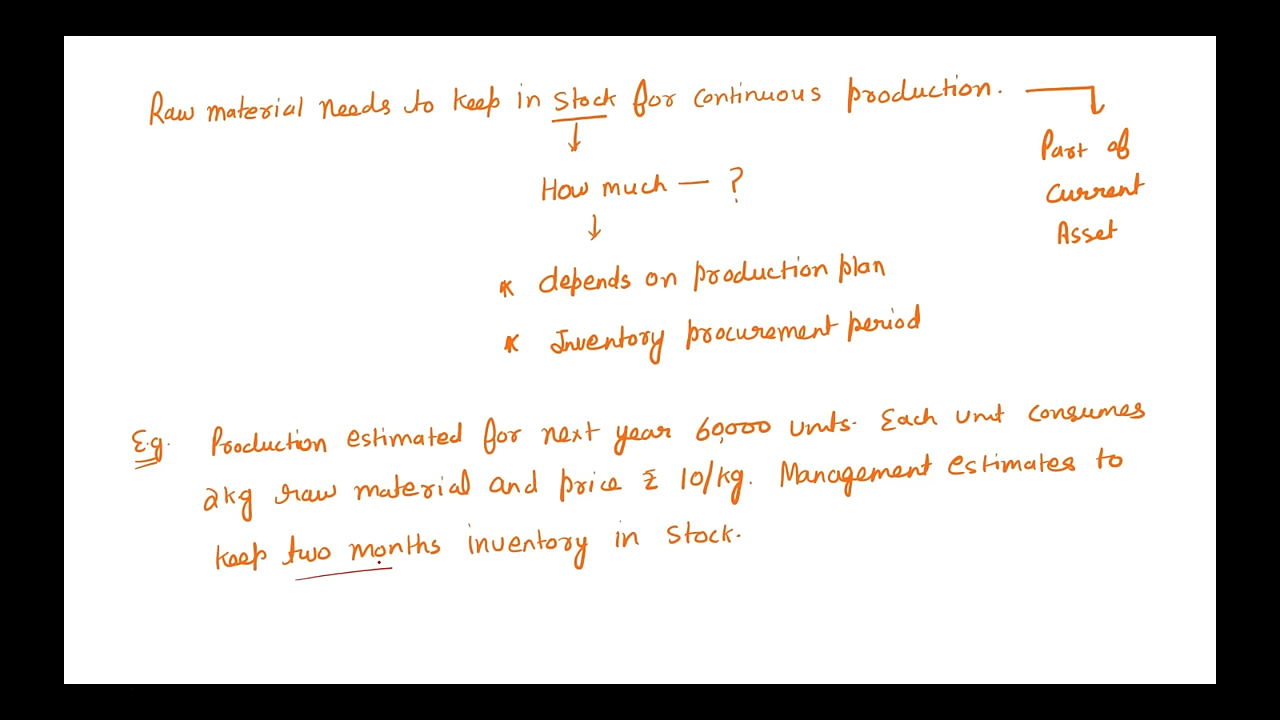 Raw material needs to keep in stock for continuous production.
Part of
Current
Asset
How much — ?
* depends on production plan
* Inventory procurement period
E.g. Production estimated for next year 60,000 units. Each unit consumes
2kg raw material and price ₹ 10/kg. Management estimates to
keep two months inventory in stock.